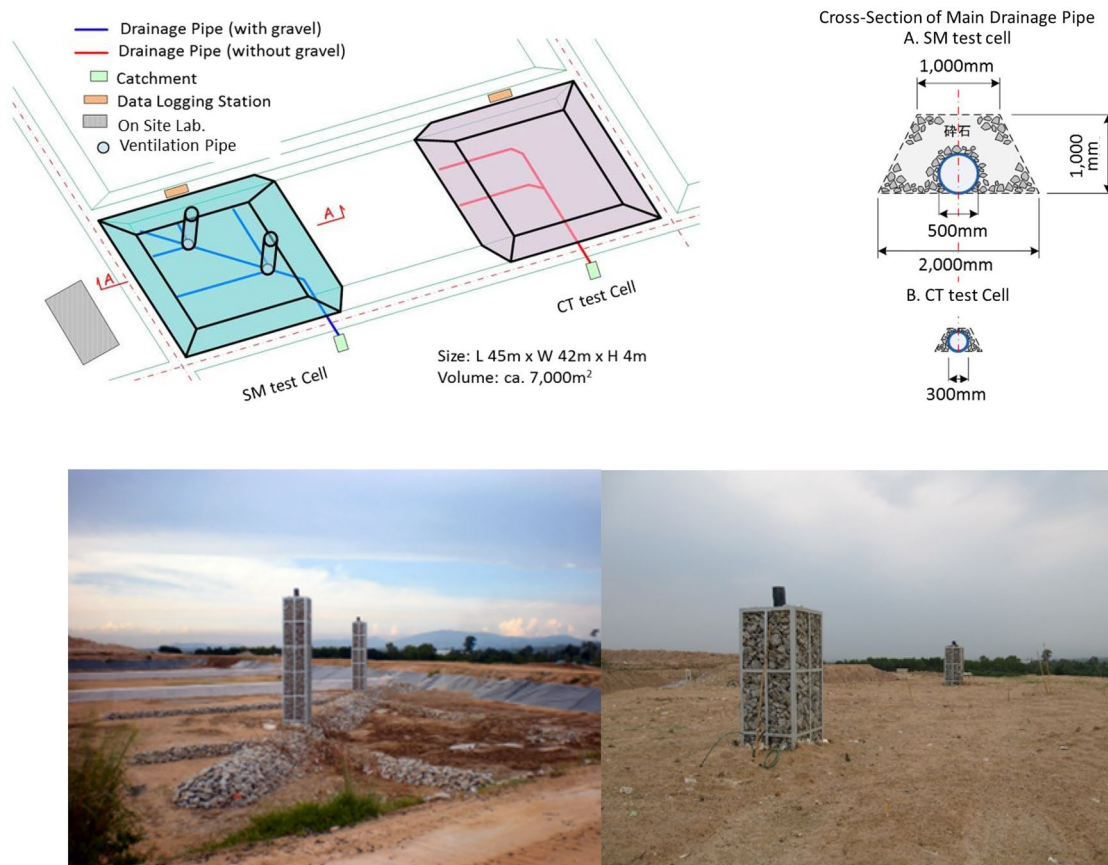 Drainage Pipe (with gravel)
Drainage Pipe (without gravel)
Catchment
Data Logging Station
On Site Lab.
Ventilation Pipe
A
A
SM test Cell
CT test Cell
Size: L 45m x W 42m x H 4m
Volume: ca. 7,000m²
Cross-Section of Main Drainage Pipe
A. SM test cell
1,000mm
砕石
1,000
mm
500mm
2,000mm
B. CT test Cell
300mm